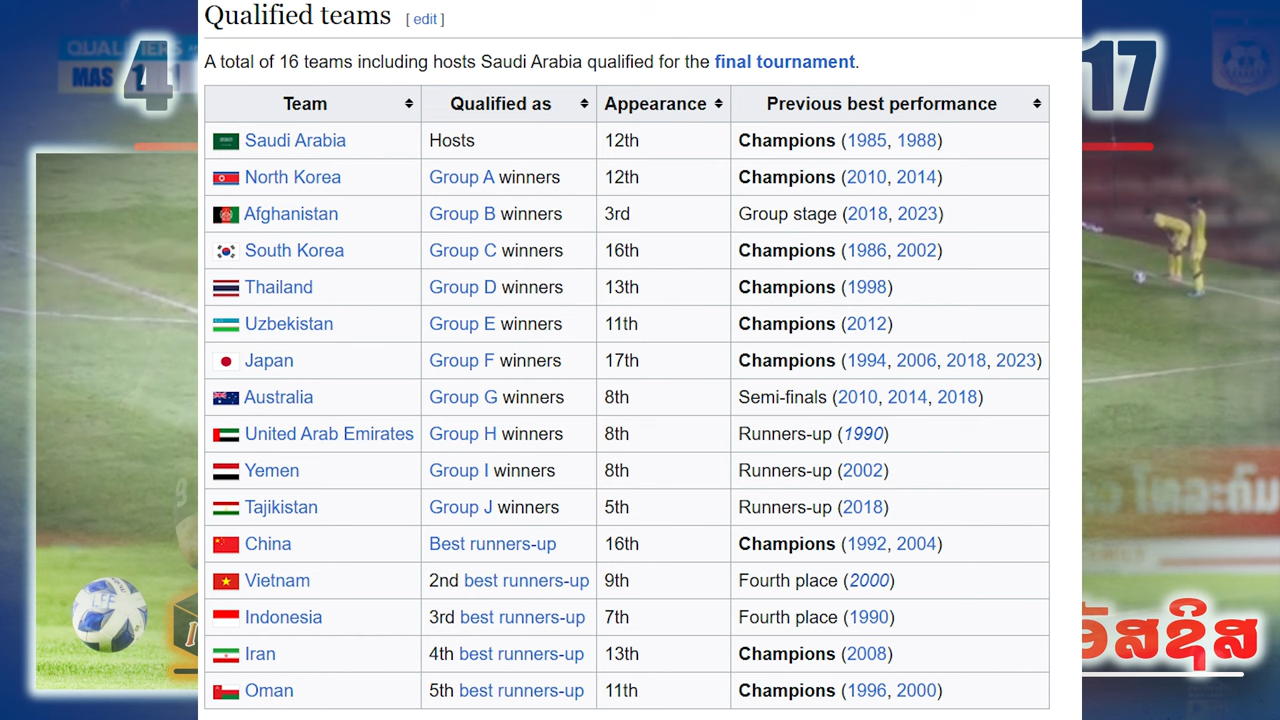 Qualified teams [ edit ]
A total of 16 teams including hosts Saudi Arabia qualified for the final tournament.
Team Qualified as Appearance Previous best performance
Saudi Arabia Hosts 12th Champions (1985, 1988)
North Korea Group A winners 12th Champions (2010, 2014)
Afghanistan Group B winners 3rd Group stage (2018, 2023)
South Korea Group C winners 16th Champions (1986, 2002)
Thailand Group D winners 13th Champions (1998)
Uzbekistan Group E winners 11th Champions (2012)
Japan Group F winners 17th Champions (1994, 2006, 2018, 2023)
Australia Group G winners 8th Semi-finals (2010, 2014, 2018)
United Arab Emirates Group H winners 8th Runners-up (1990)
Yemen Group I winners 8th Runners-up (2002)
Tajikistan Group J winners 5th Runners-up (2018)
China Best runners-up 16th Champions (1992, 2004)
Vietnam 2nd best runners-up 9th Fourth place (2000)
Indonesia 3rd best runners-up 7th Fourth place (1990)
Iran 4th best runners-up 13th Champions (2008)
Oman 5th best runners-up 11th Champions (1996, 2000)
4
17
MAS